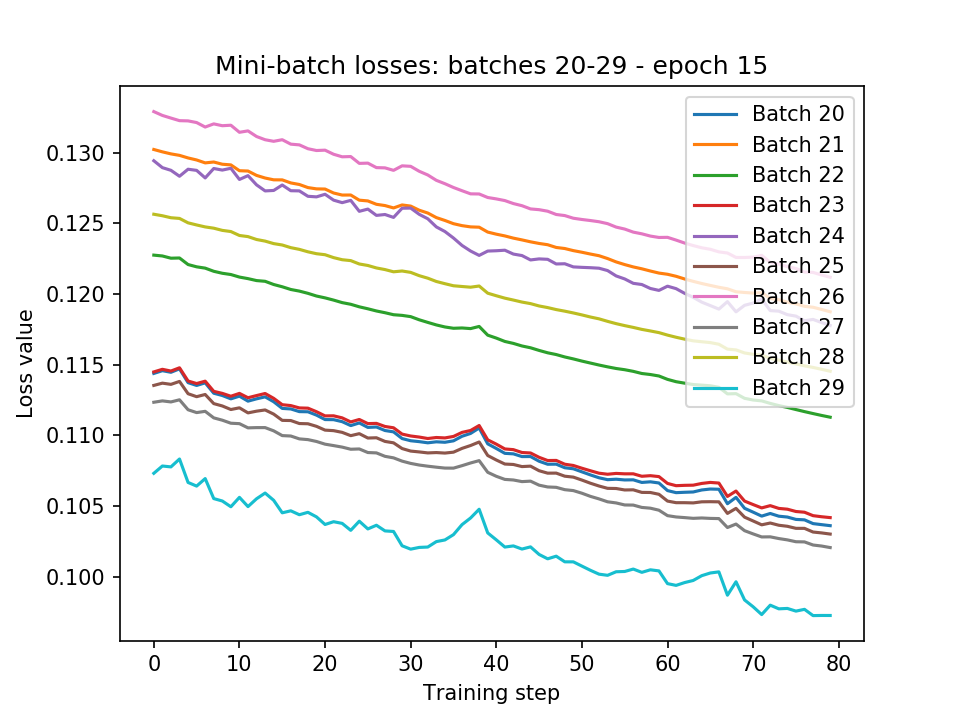 Mini-batch losses: batches 20-29 - epoch 15
Loss value
0.130
0.125
0.120
0.115
0.110
0.105
0.100
Batch 20
Batch 21
Batch 22
Batch 23
Batch 24
Batch 25
Batch 26
Batch 27
Batch 28
Batch 29
0 10 20 30 40 50 60 70 80
Training step